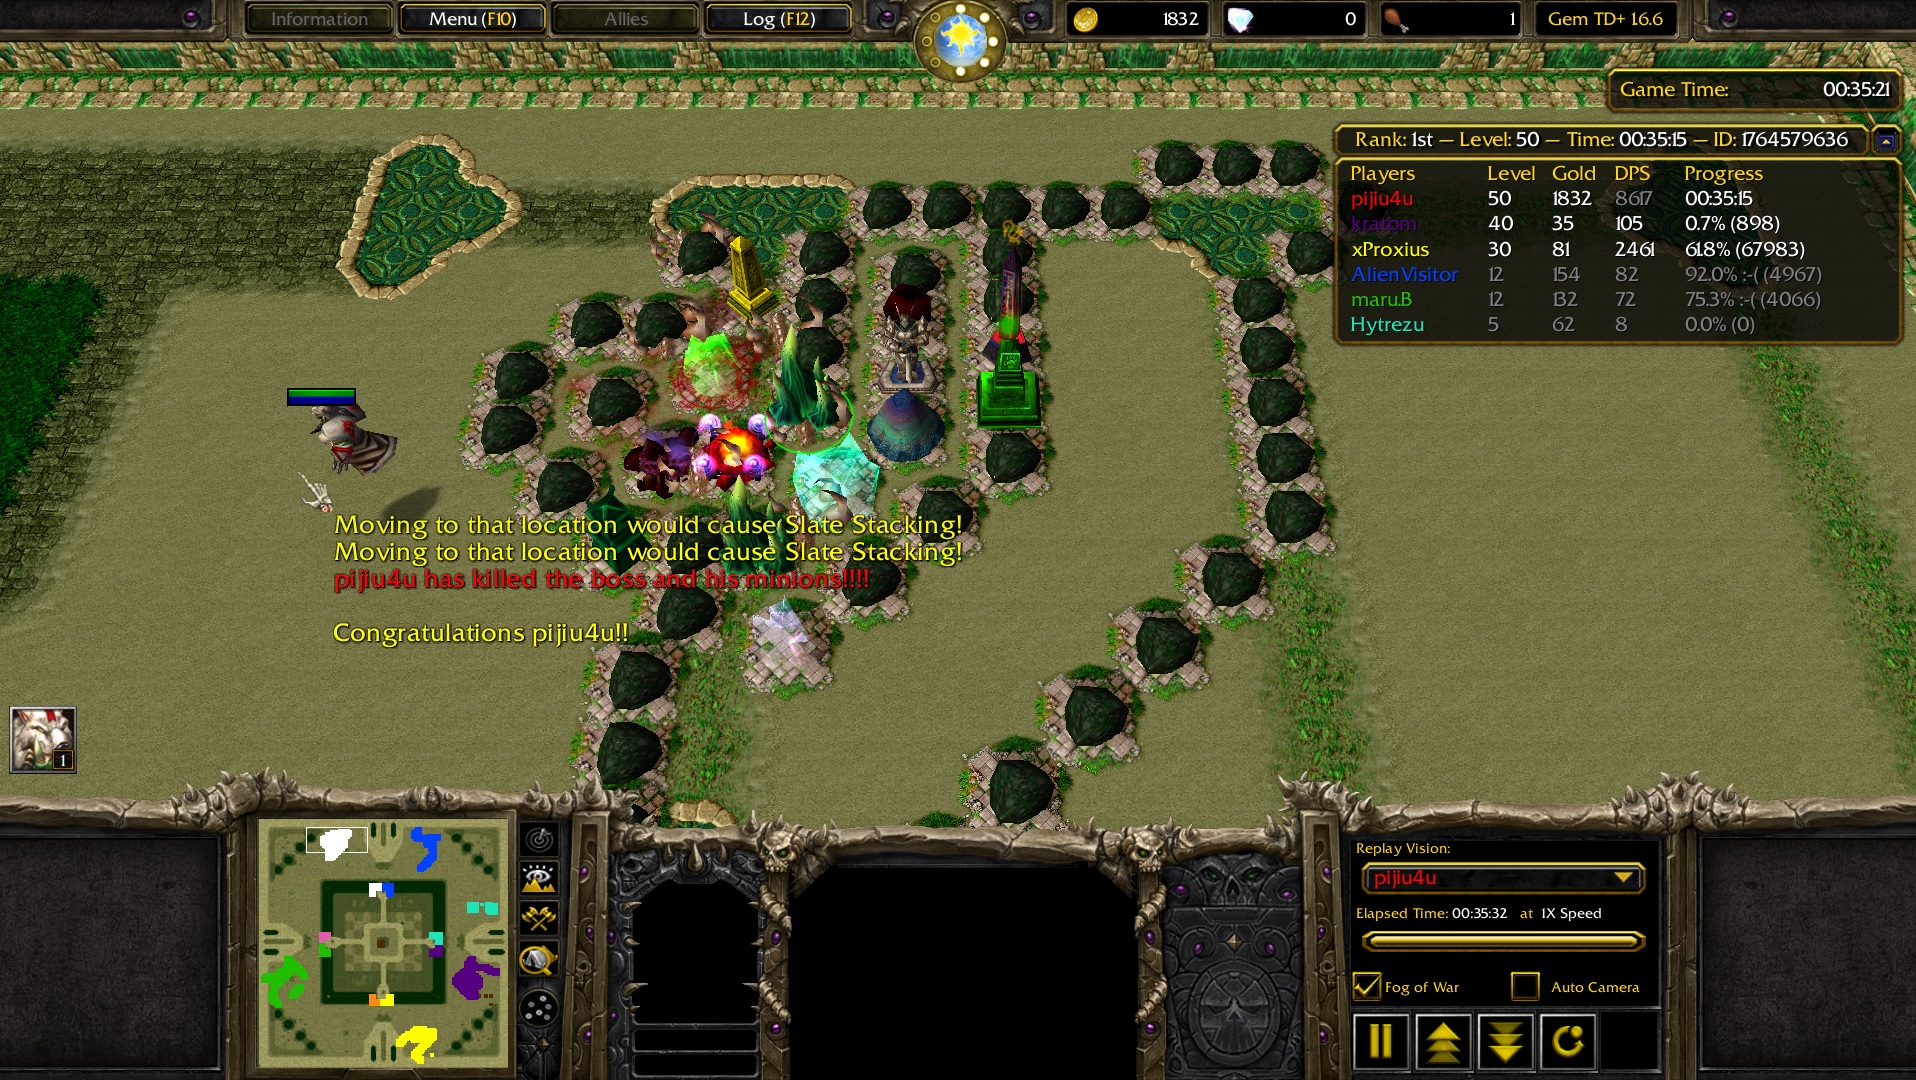 Information Menu (F10) Allies Log (F12) 1832 0 1 Gem TD+ 16.6
Game Time: 00:35:21
Rank: 1st – Level: 50 – Time: 00:35:15 – ID: 1764579636
Players Level Gold DPS Progress
pijiu4u 50 1832 8617 00:35:15
kratom 40 35 105 0.7% (898)
xProxius 30 81 2461 61.8% (67983)
AlienVisitor 12 154 82 92.0% :-( (4967)
maru.B 12 132 72 75.3% :-( (4066)
Hytrezu 5 62 8 0.0% (0)
Moving to that location would cause Slate Stacking!
Moving to that location would cause Slate Stacking!
pijiu4u has killed the boss and his minions!!!!
Congratulations pijiu4u!!
1
Replay Vision:
pijiu4u
Elapsed Time: 00:35:32 at 1X Speed
Fog of War Auto Camera